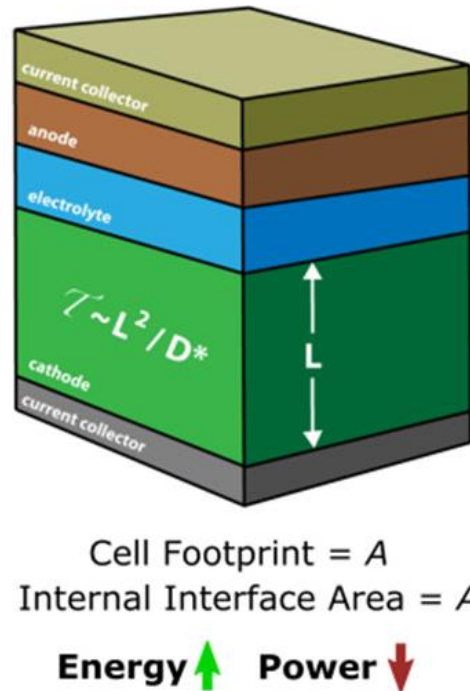 current collector
anode
electrolyte
𝒯~L²/D*
L
cathode
current collector
Cell Footprint = A
Internal Interface Area = A
Energy Power